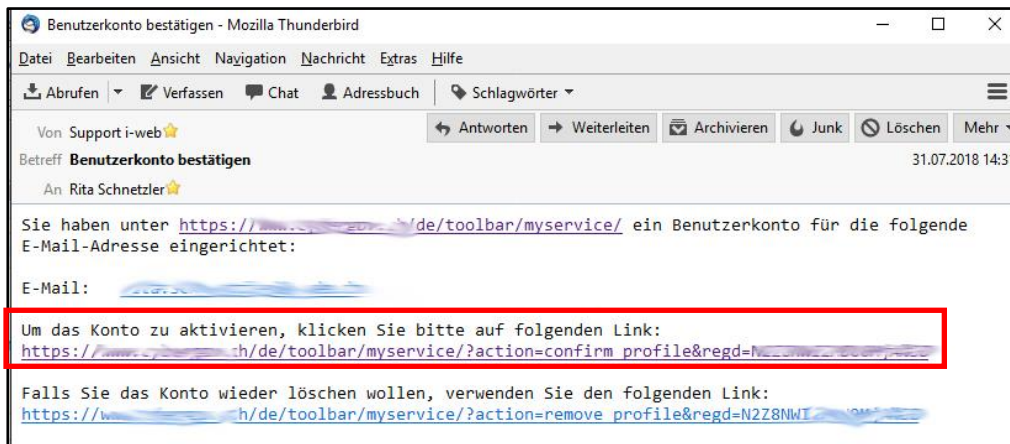 Benutzerkonto bestätigen - Mozilla Thunderbird
Datei Bearbeiten Ansicht Navigation Nachricht Extras Hilfe
Abrufen Verfassen Chat Adressbuch Schlagwörter
Von Support i-web Antworten Weiterleiten Archivieren Junk Löschen Mehr
Betreff Benutzerkonto bestätigen 31.07.2018 14:3
An Rita Schnetzler
Sie haben unter https:// /de/toolbar/myservice/ ein Benutzerkonto für die folgende
E-Mail-Adresse eingerichtet:
E-Mail:
Um das Konto zu aktivieren, klicken Sie bitte auf folgenden Link:
https:// ch/de/toolbar/myservice/?action=confirm_profile&regd=
Falls Sie das Konto wieder löschen wollen, verwenden Sie den folgenden Link:
https://w h/de/toolbar/myservice/?action=remove_profile&regd=N2Z8NWI